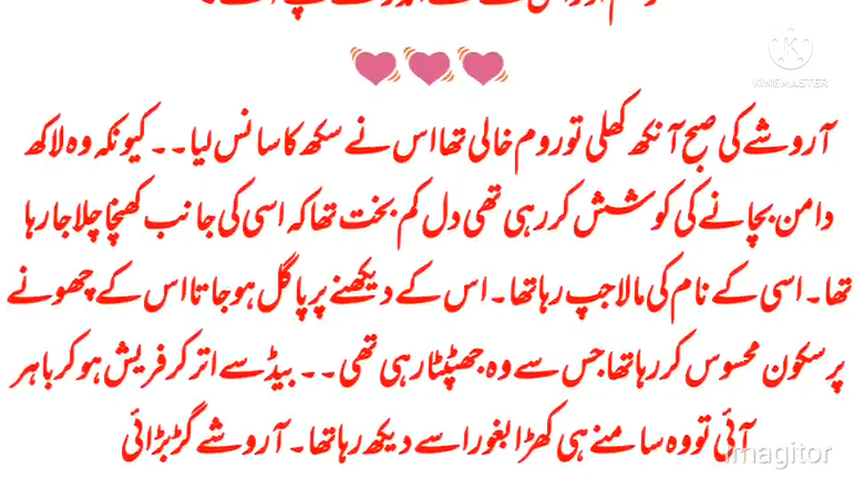 KINEMASTER
آروشے کی صبح آنکھ کھلی تو روم خالی تھا اس نے سکھ کا سانس لیا۔۔ کیونکہ وہ لاکھ
دامن بچانے کی کوشش کر رہی تھی دل کم بخت تھا کہ اسی کی جانب کھنچا چلا جا رہا
تھا۔ اسی کے نام کی مالا جپ رہا تھا۔ اس کے دیکھنے پر پاگل ہو جاتا اس کے چھونے
پر سکون محسوس کر رہا تھا جس سے وہ جھٹپٹا رہی تھی۔۔ بیڈ سے اتر کر فریش ہو کر باہر
آئی تو وہ سامنے ہی کھڑا بغور اسے دیکھ رہا تھا۔ آروشے گڑبڑائی
imagitor